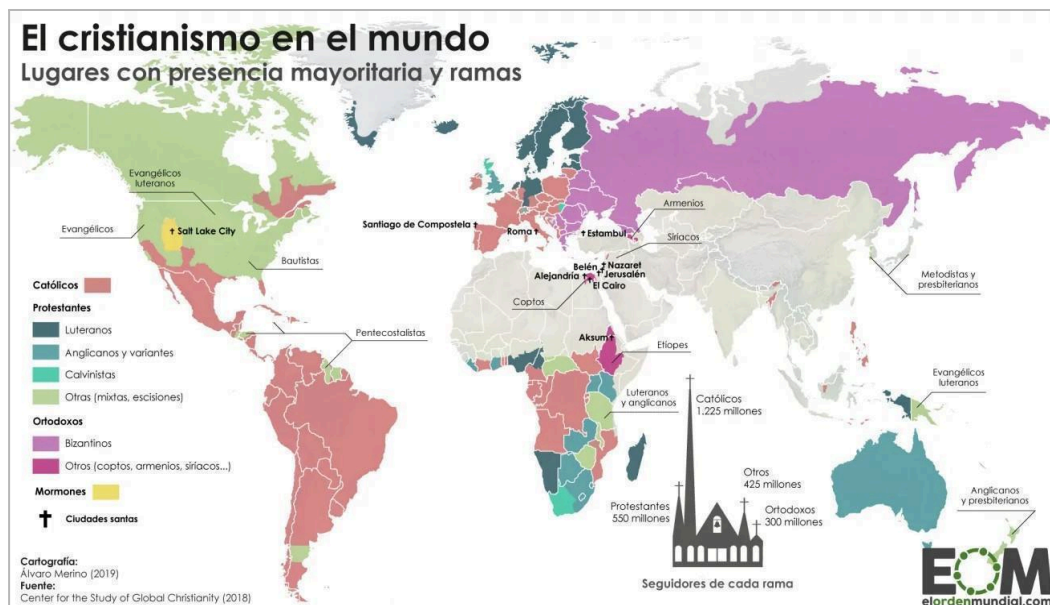 El cristianismo en el mundo
Lugares con presencia mayoritaria y ramas
Evangélicos
luteranos
Evangélicos
Salt Lake City
Bautistas
Santiago de Compostela
Roma
Estambul
Armenios
Siriacos
Belén
Nazaret
Alejandría
Jerusalén
El Cairo
Coptos
Metodistas y
presbiterianos
Católicos
Protestantes
Luteranos
Anglicanos y variantes
Calvinistas
Otras (mixtas, escisiones)
Ortodoxos
Bizantinos
Otros (coptos, armenios, siríacos...)
Mormones
Ciudades santas
Pentecostalistas
Aksum
Etíopes
Luteranos
y anglicanos
Evangélicos
luteranos
Anglicanos y
presbiterianos
Católicos
1.225 millones
Otros
425 millones
Protestantes
550 millones
Ortodoxos
300 millones
Seguidores de cada rama
Cartografía:
Álvaro Merino (2019)
Fuente:
Center for the Study of Global Christianity (2018)
EOM
elordenmundial.com